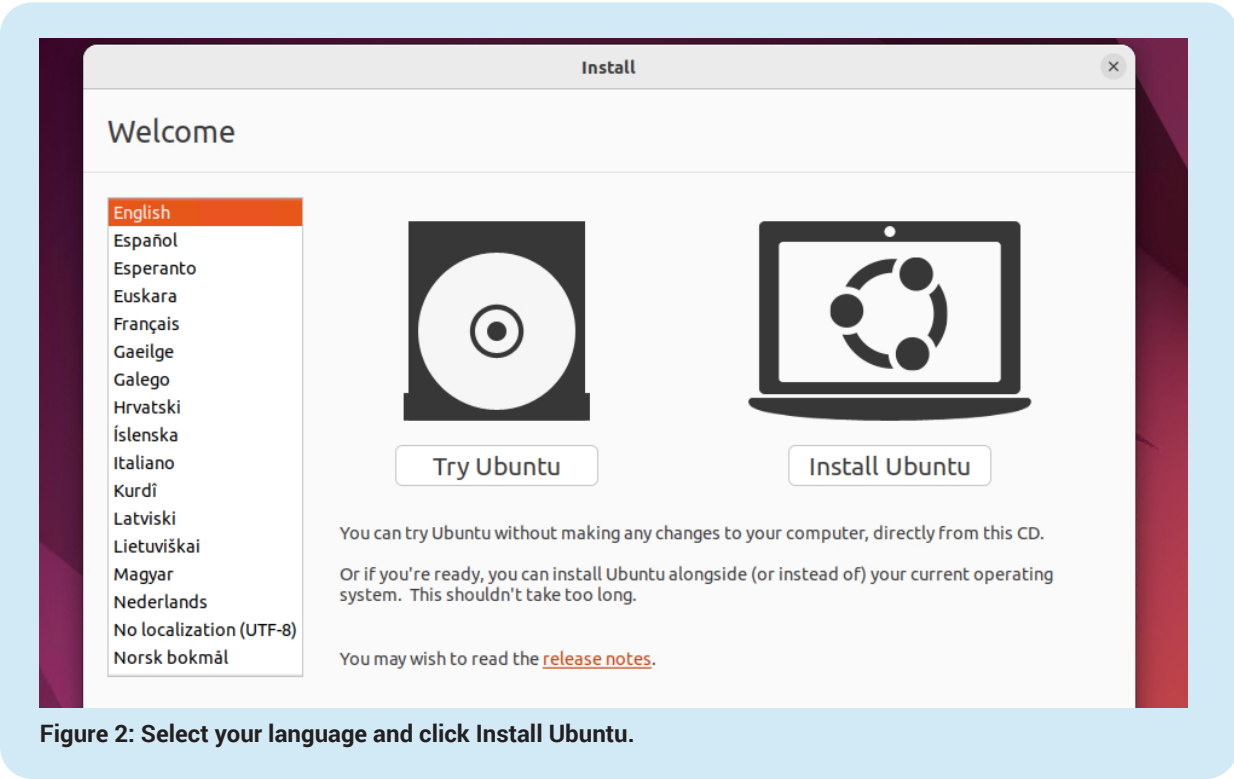 Install
Welcome
English
Español
Esperanto
Euskara
Français
Gaeilge
Galego
Hrvatski
Íslenska
Italiano
Kurdî
Latviski
Lietuviškai
Magyar
Nederlands
No localization (UTF-8)
Norsk bokmål
Try Ubuntu
Install Ubuntu
You can try Ubuntu without making any changes to your computer, directly from this CD.
Or if you're ready, you can install Ubuntu alongside (or instead of) your current operating
system. This shouldn't take too long.
You may wish to read the release notes.
Figure 2: Select your language and click Install Ubuntu.